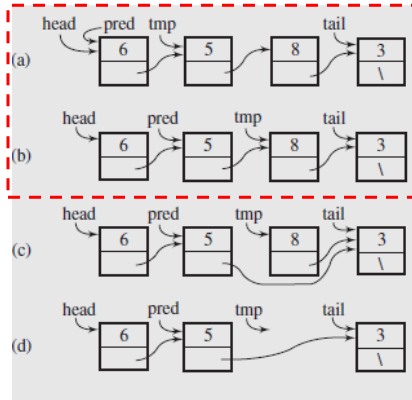 head pred tmp tail
(a) 6 5 8 3
\
head pred tmp tail
(b) 6 5 8 3
\
head pred tmp tail
(c) 6 5 8 3
\
head pred tmp tail
(d) 6 5 3
\